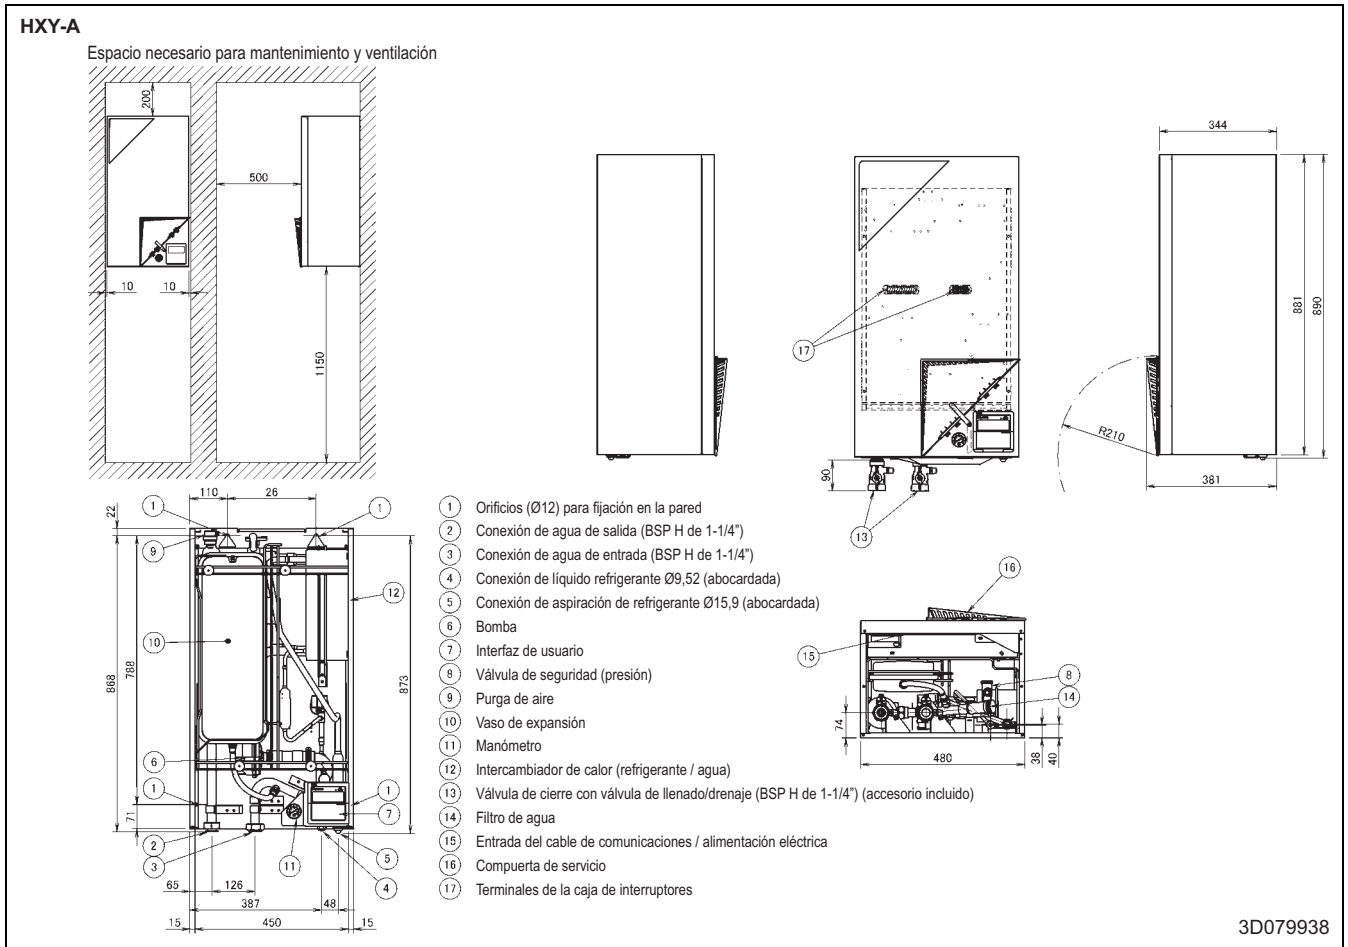 HXY-A
Espacio necesario para mantenimiento y ventilación
200
500
10 10
1150
344
881
890
17
R210
90
381
13
110 26
22
1
1
9
12
10
788
868
873
6
1
1
71
7
2
3
11
5
4
65 126
387 48
15 450 15
1 Orificios (Ø12) para fijación en la pared
2 Conexión de agua de salida (BSP H de 1-1/4”)
3 Conexión de agua de entrada (BSP H de 1-1/4”)
4 Conexión de líquido refrigerante Ø9,52 (abocardada)
5 Conexión de aspiración de refrigerante Ø15,9 (abocardada)
6 Bomba
7 Interfaz de usuario
8 Válvula de seguridad (presión)
9 Purga de aire
10 Vaso de expansión
11 Manómetro
12 Intercambiador de calor (refrigerante / agua)
13 Válvula de cierre con válvula de llenado/drenaje (BSP H de 1-1/4”) (accesorio incluido)
14 Filtro de agua
15 Entrada del cable de comunicaciones / alimentación eléctrica
16 Compuerta de servicio
17 Terminales de la caja de interruptores
16
15
8
14
74
480
38
40
3D079938